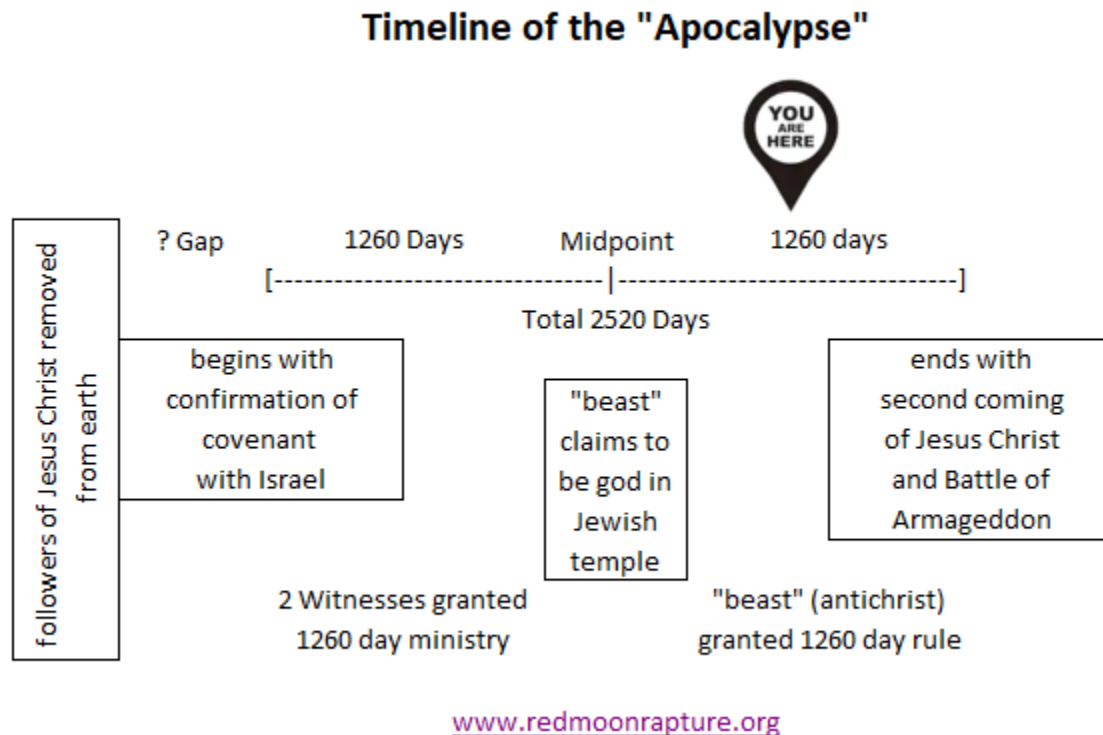 Timeline of the "Apocalypse"
YOU
ARE
HERE
? Gap
1260 Days
Midpoint
1260 days
[---------------------------------|----------------------------------]
Total 2520 Days
followers of Jesus Christ removed
from earth
begins with
confirmation of
covenant
with Israel
"beast"
claims to
be god in
Jewish
temple
ends with
second coming
of Jesus Christ
and Battle of
Armageddon
2 Witnesses granted
1260 day ministry
"beast" (antichrist)
granted 1260 day rule
www.redmoonrapture.org